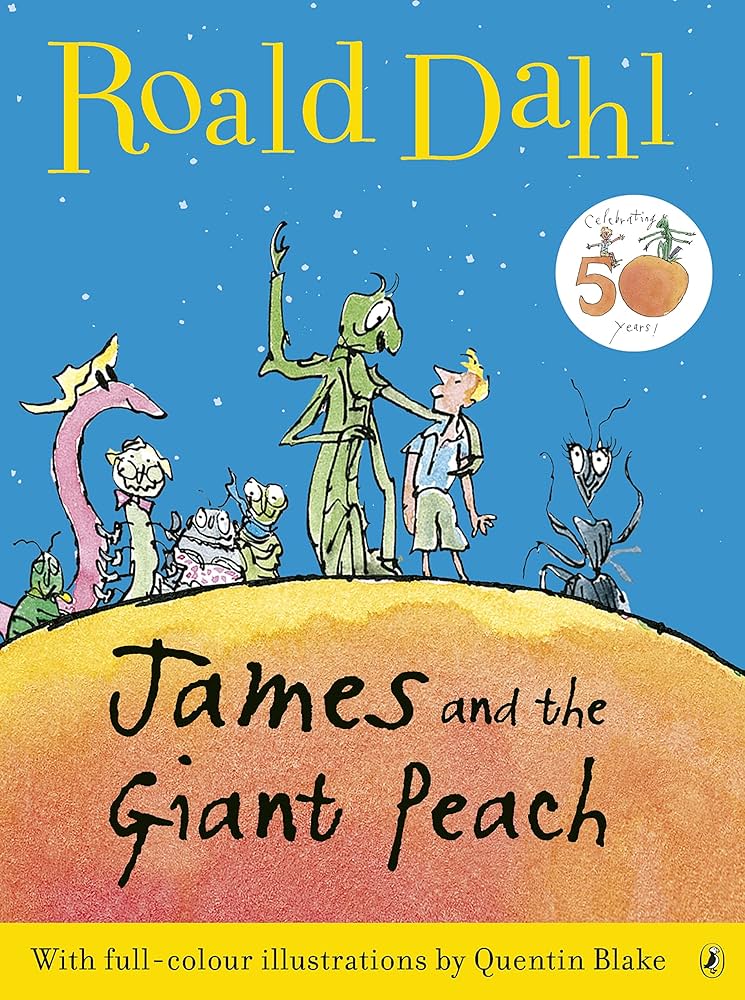 Roald Dahl
Celebrating
50
years!
James and the
Giant Peach
With full-colour illustrations by Quentin Blake